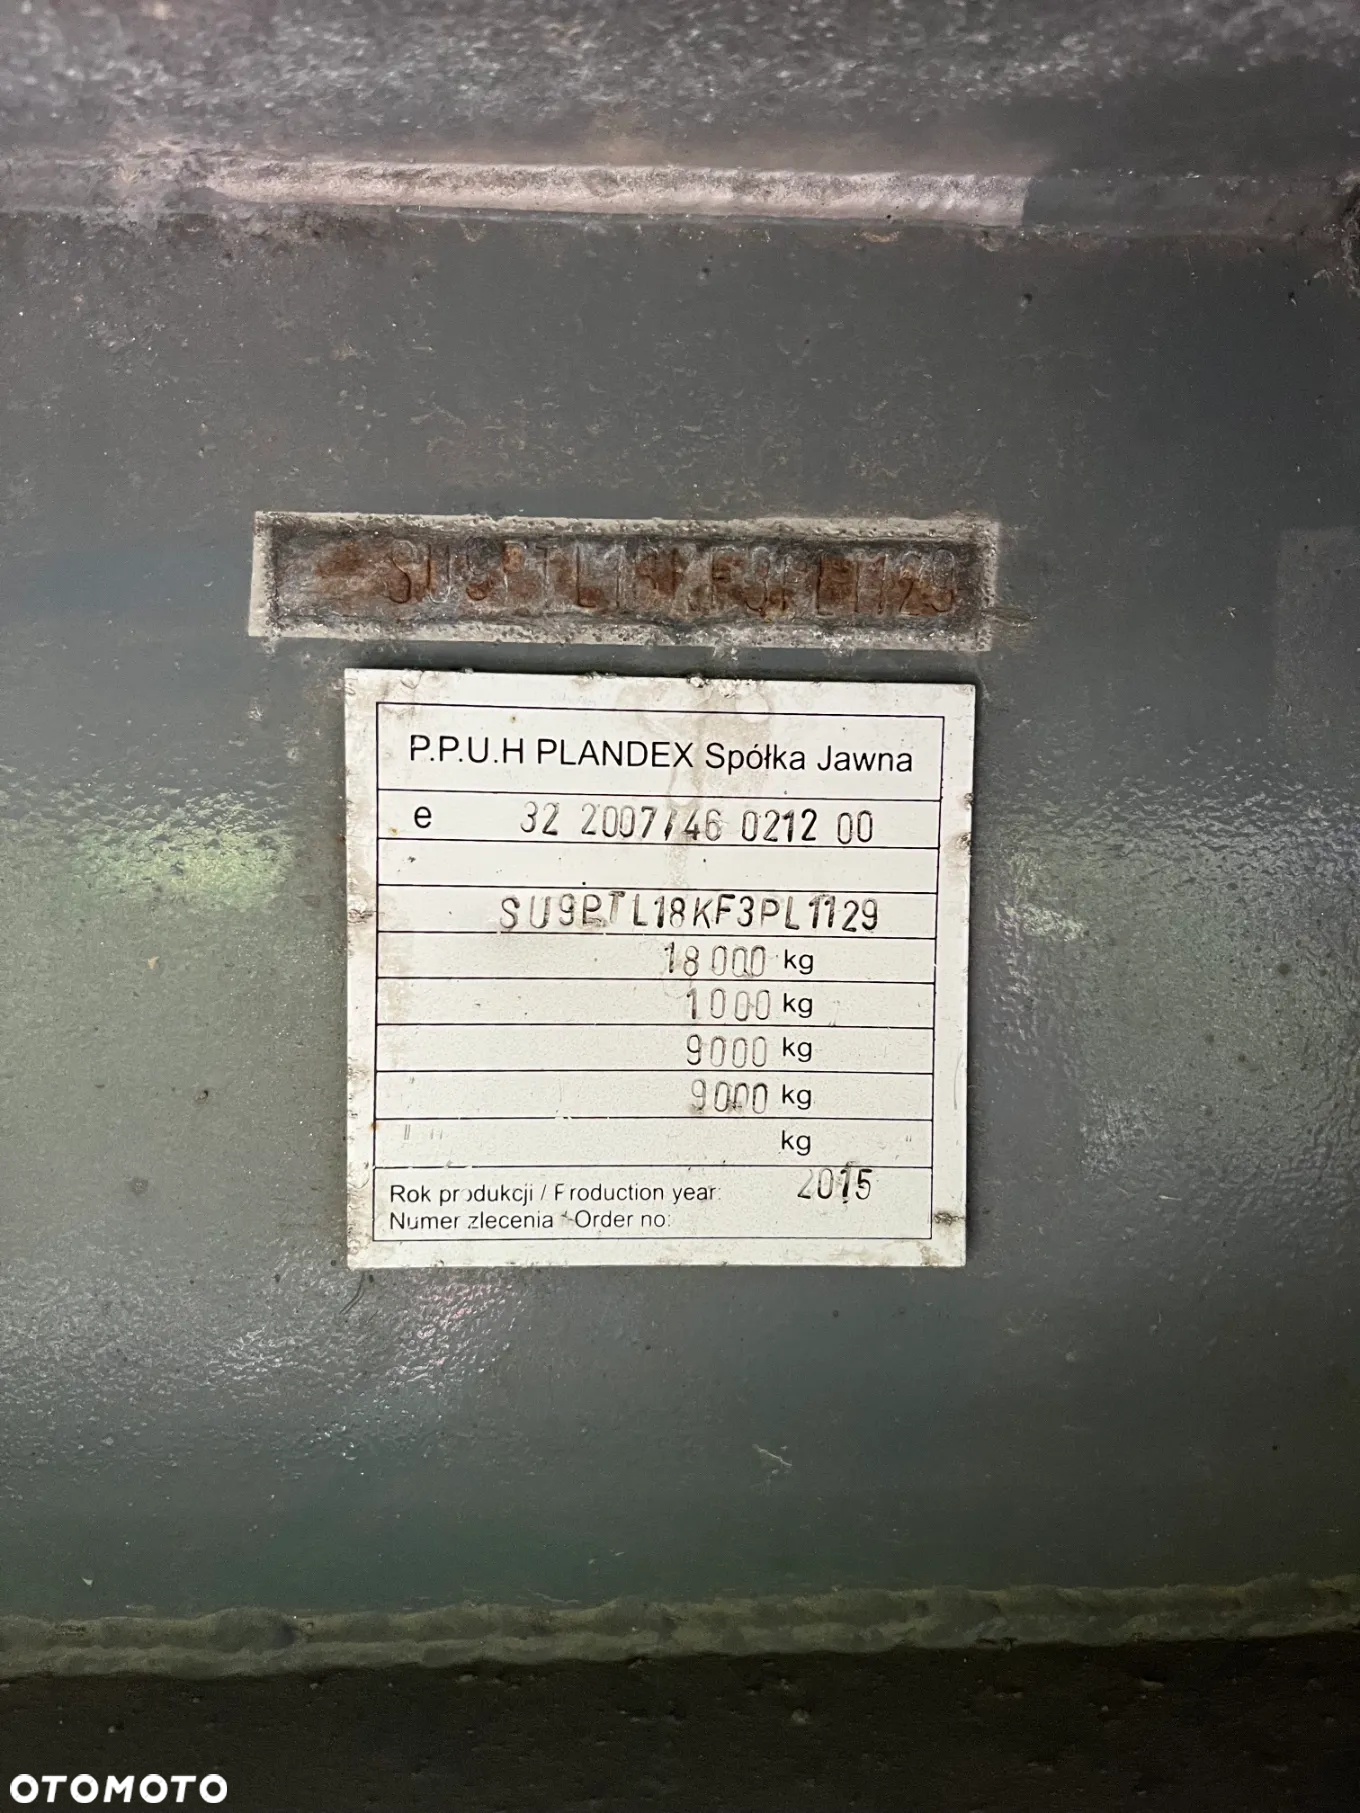 SU9PTL18KF3PL1129
P.P.U.H PLANDEX Spółka Jawna
e 32 2007/46 0212 00
SU9PTL18KF3PL1129
18000 kg
1000 kg
9000 kg
9000 kg
kg
Rok produkcji / Production year: 2015
Numer zlecenia / Order no:
OTOMOTO